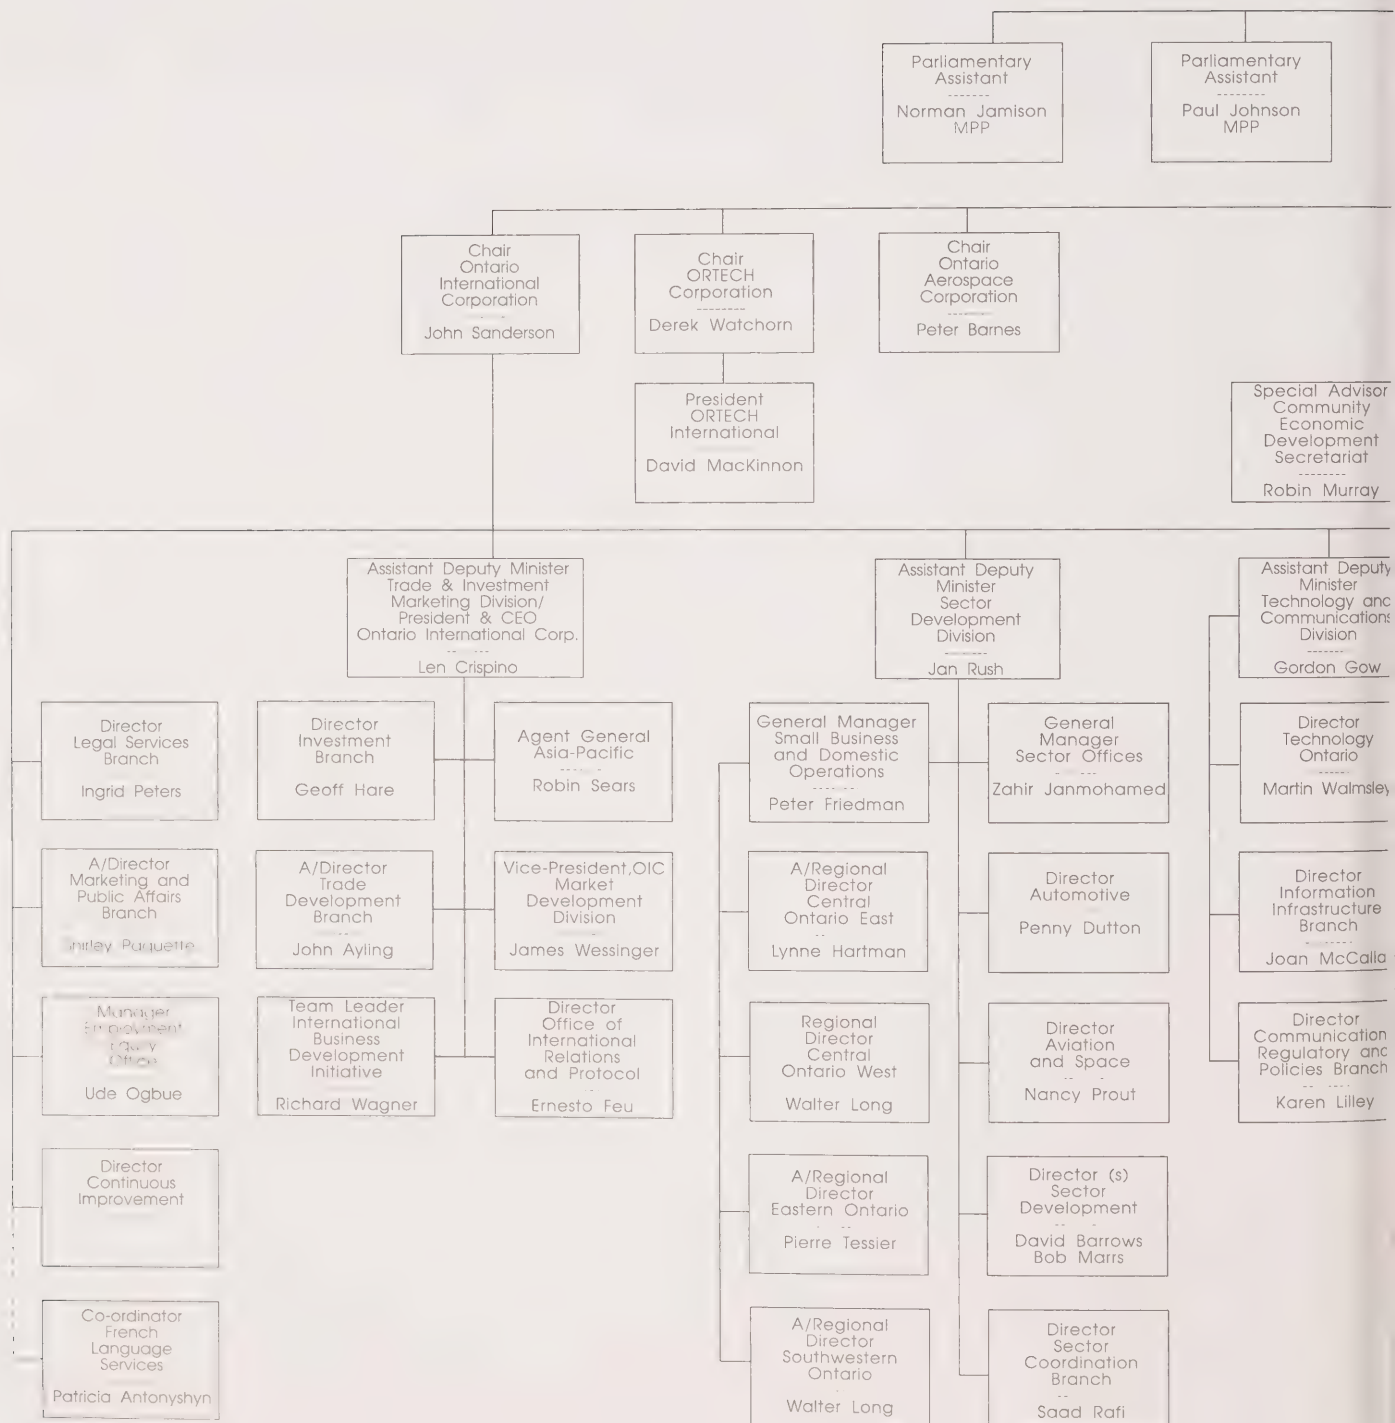 Parliamentary
Assistant
Norman Jamison
MPP
Parliamentary
Assistant
Paul Johnson
MPP
Chair
Ontario
International
Corporation
John Sanderson
Chair
ORTECH
Corporation
Derek Watchorn
Chair
Ontario
Aerospace
Corporation
Peter Barnes
President
ORTECH
International
David MacKinnon
Special Advisor
Community
Economic
Development
Secretariat
Robin Murray
Assistant Deputy Minister
Trade & Investment
Marketing Division/
President & CEO
Ontario International Corp.
Len Crispino
Assistant Deputy
Minister
Sector
Development
Division
Jan Rush
Assistant Deputy
Minister
Technology and
Communications
Division
Gordon Gow
Director
Legal Services
Branch
Ingrid Peters
Director
Investment
Branch
Geoff Hare
Agent General
Asia-Pacific
Robin Sears
General Manager
Small Business
and Domestic
Operations
Peter Friedman
General
Manager
Sector Offices
Zahir Janmohamed
Director
Technology
Ontario
Martin Walmsley
A/Director
Marketing and
Public Affairs
Branch
Paquette
A/Director
Trade
Development
Branch
John Ayling
Vice-President,OIC
Market
Development
Division
James Wessinger
A/Regional
Director
Central
Ontario East
Lynne Hartman
Director
Automotive
Penny Dutton
Director
Information
Infrastructure
Branch
Joan McCalla
Manager
Employment
Equity
Office
Ude Ogbue
Team Leader
International
Business
Development
Initiative
Richard Wagner
Director
Office of
International
Relations
and Protocol
Ernesto Feu
Regional
Director
Central
Ontario West
Walter Long
Director
Aviation
and Space
Nancy Prout
Director
Communication
Regulatory and
Policies Branch
Karen Lilley
Director
Continuous
Improvement
A/Regional
Director
Eastern Ontario
Pierre Tessier
Director (s)
Sector
Development
David Barrows
Bob Marrs
Co-ordinator
French
Language
Services
Patricia Antonyshyn
A/Regional
Director
Southwestern
Ontario
Walter Long
Director
Sector
Coordination
Branch
Saad Rafi